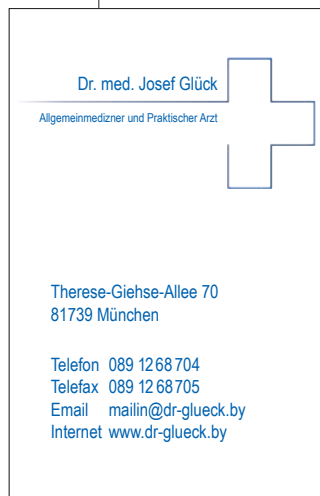 Dr. med. Josef Glück
Allgemeinmedizner und Praktischer Arzt
Therese-Giehse-Allee 70
81739 München
Telefon 089 12 68 704
Telefax 089 12 68 705
Email mailin@dr-glueck.by
Internet www.dr-glueck.by